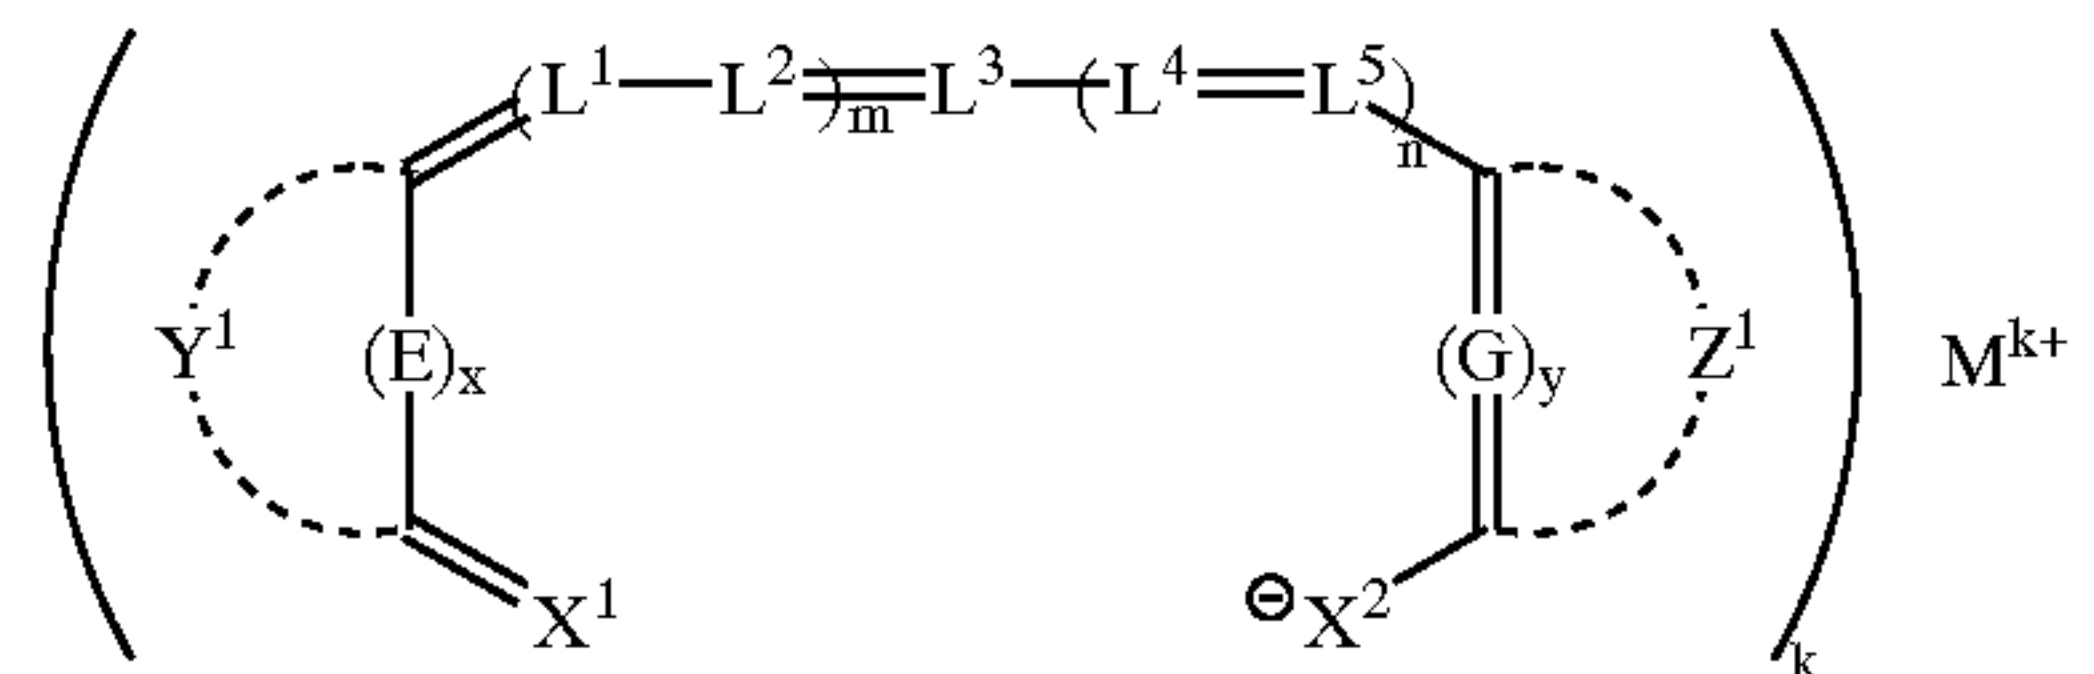 (L¹—L²)m=L³—(L⁴=L⁵)n
Y¹ (E)x (G)y Z¹ Mᵏ⁺
X¹ ⊖X² k